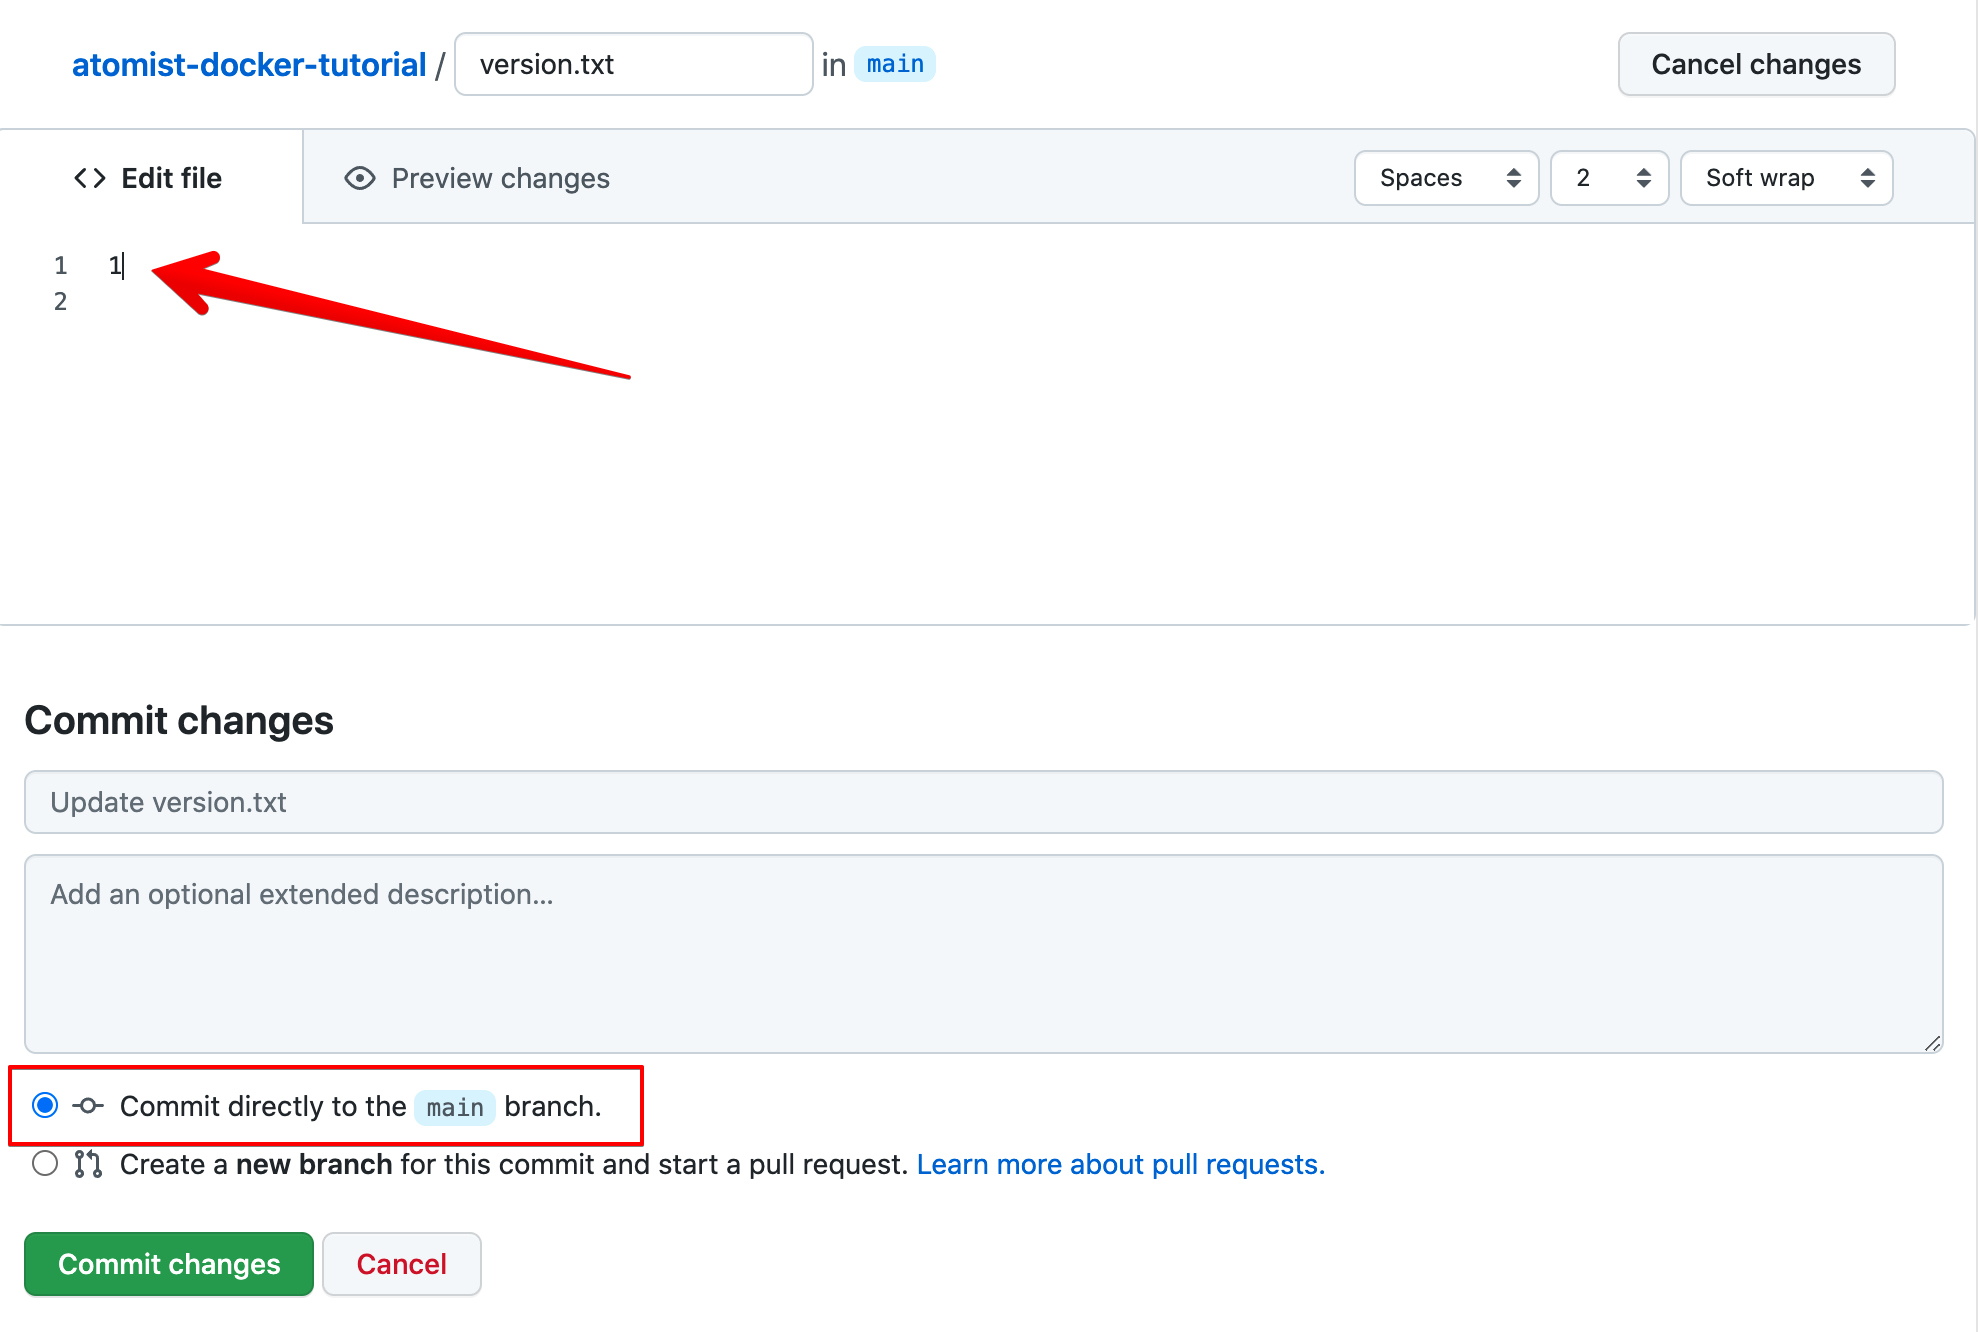 atomist-docker-tutorial / version.txt in main Cancel changes
Edit file Preview changes Spaces 2 Soft wrap
1 1
2
Commit changes
Update version.txt
Add an optional extended description...
Commit directly to the main branch.
Create a new branch for this commit and start a pull request. Learn more about pull requests.
Commit changes Cancel